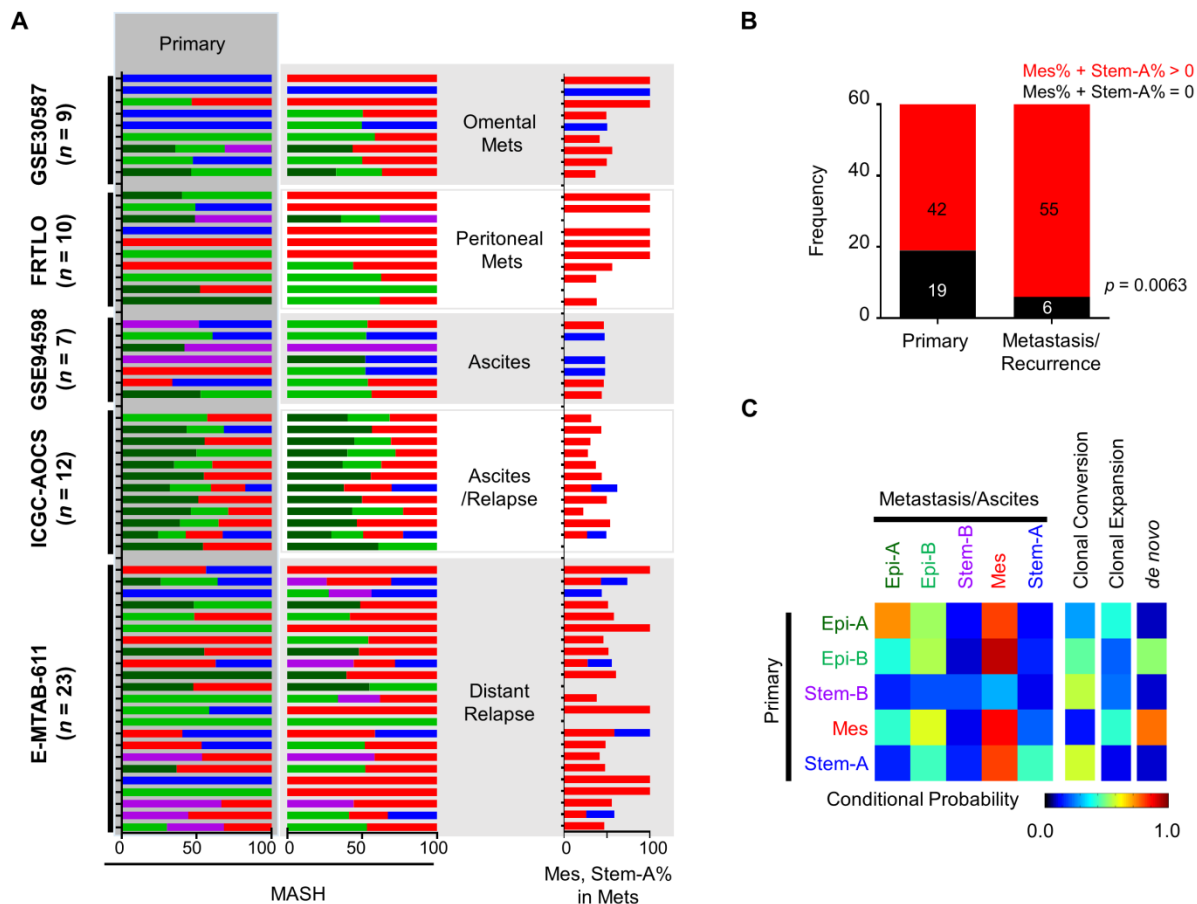 A
Primary
GSE30587
(n = 9)
FRTLO
(n = 10)
GSE94598
(n = 7)
ICGC-AOCS
(n = 12)
E-MTAB-611
(n = 23)
Omental
Mets
Peritoneal
Mets
Ascites
Ascites
/Relapse
Distant
Relapse
0 50 100
0 50 100
0 100
MASH
Mes, Stem-A%
in Mets
B
Mes% + Stem-A% > 0
Mes% + Stem-A% = 0
Frequency
60
40
20
0
42
55
19
6
p = 0.0063
Primary
Metastasis/
Recurrence
C
Metastasis/Ascites
Epi-A
Epi-B
Stem-B
Mes
Stem-A
Clonal Conversion
Clonal Expansion
de novo
Primary
Epi-A
Epi-B
Stem-B
Mes
Stem-A
Conditional Probability
0.0 1.0